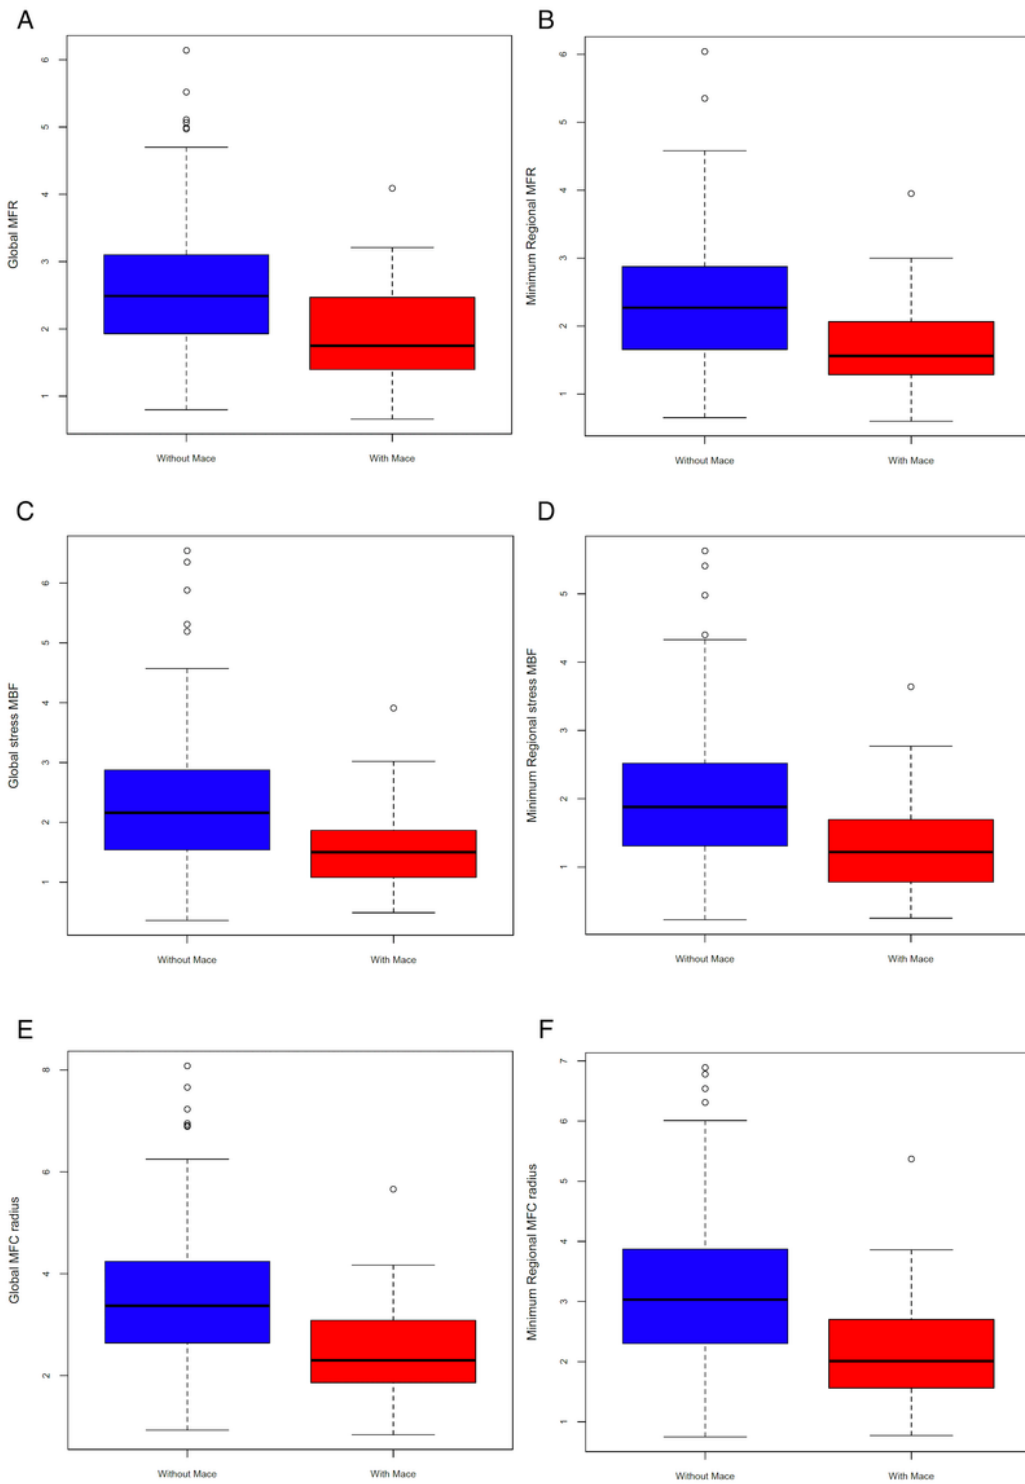 A
Global MFR
6
5
4
3
2
1
Without Mace
With Mace
B
Minimum Regional MFR
6
5
4
3
2
1
Without Mace
With Mace
C
Global stress MBF
6
5
4
3
2
1
Without Mace
With Mace
D
Minimum Regional stress MBF
5
4
3
2
1
Without Mace
With Mace
E
Global MFC radius
8
6
4
2
Without Mace
With Mace
F
Minimum Regional MFC radius
7
6
5
4
3
2
1
Without Mace
With Mace